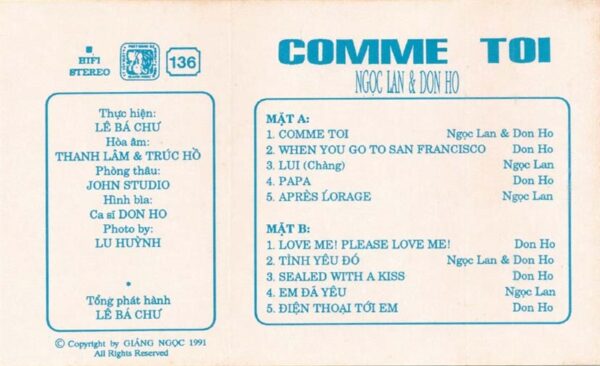 HIFI
STEREO
136
Thực hiện:
LÊ BÁ CHƯ
Hòa âm:
THANH LÂM & TRÚC HỒ
Phòng thâu:
JOHN STUDIO
Hình bìa:
Ca sĩ DON HO
Photo by:
LU HUỲNH
Tổng phát hành
LÊ BÁ CHƯ
© Copyright by GIÁNG NGỌC 1991
All Rights Reserved
COMME TOI
NGỌC LAN & DON HO
MẶT A:
1. COMME TOI Ngọc Lan & Don Ho
2. WHEN YOU GO TO SAN FRANCISCO Don Ho
3. LUI (Chàng) Ngọc Lan
4. PAPA Don Ho
5. APRÈS L'ORAGE Ngọc Lan
MẶT B:
1. LOVE ME! PLEASE LOVE ME! Don Ho
2. TÌNH YÊU ĐÓ Ngọc Lan & Don Ho
3. SEALED WITH A KISS Don Ho
4. EM ĐÃ YÊU Ngọc Lan
5. ĐIỆN THOẠI TỚI EM Don Ho